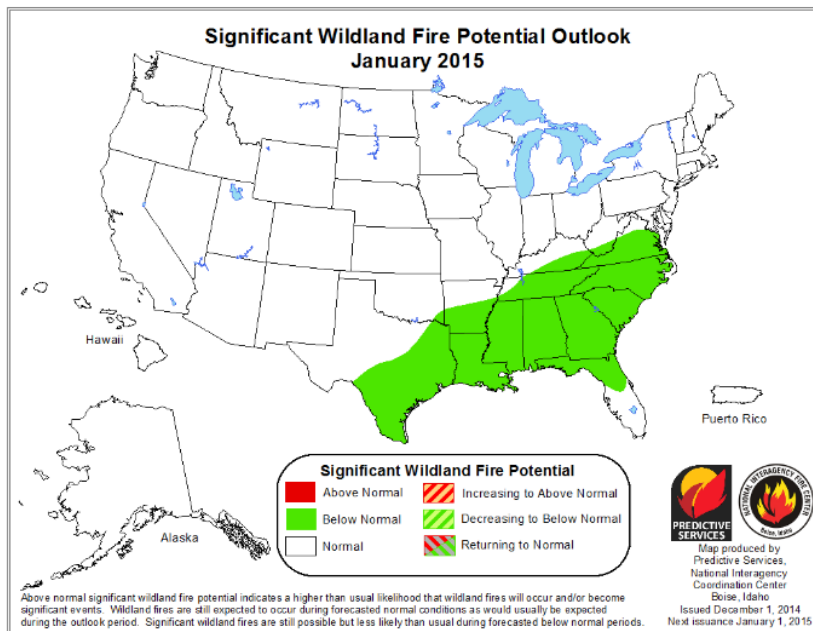 Significant Wildland Fire Potential Outlook
January 2015
Hawaii
Puerto Rico
Alaska
Significant Wildland Fire Potential
Above Normal
Increasing to Above Normal
Below Normal
Decreasing to Below Normal
Normal
Returning to Normal
PREDICTIVE
SERVICES
NATIONAL INTERAGENCY FIRE CENTER
Boise, Idaho
Map produced by
Predictive Services,
National Interagency
Coordination Center
Boise, Idaho
Issued December 1, 2014
Next issuance January 1, 2015
Above normal significant wildland fire potential indicates a higher than usual likelihood that wildland fires will occur and/or become
significant events. Wildland fires are still expected to occur during forecasted normal conditions as would usually be expected
during the outlook period. Significant wildland fires are still possible but less likely than usual during forecasted below normal periods.